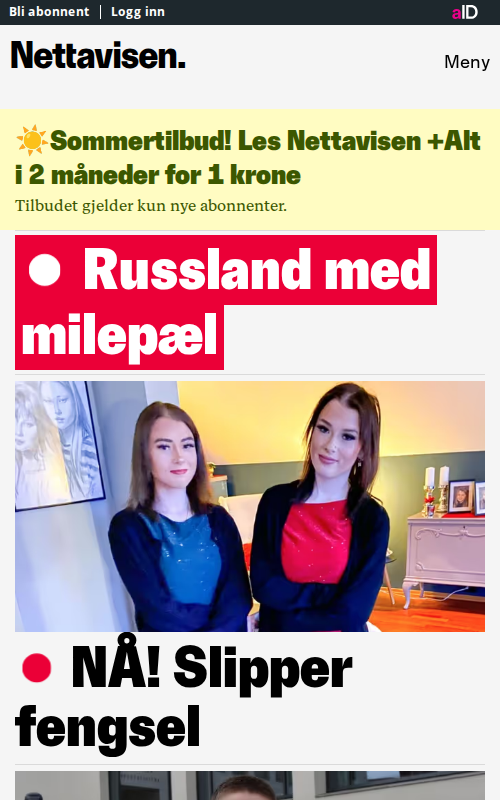 Bli abonnent | Logg inn
aID
Nettavisen.
Meny
☀️Sommertilbud! Les Nettavisen +Alt
i 2 måneder for 1 krone
Tilbudet gjelder kun nye abonnenter.
Russland med
milepæl
NÅ! Slipper
fengsel